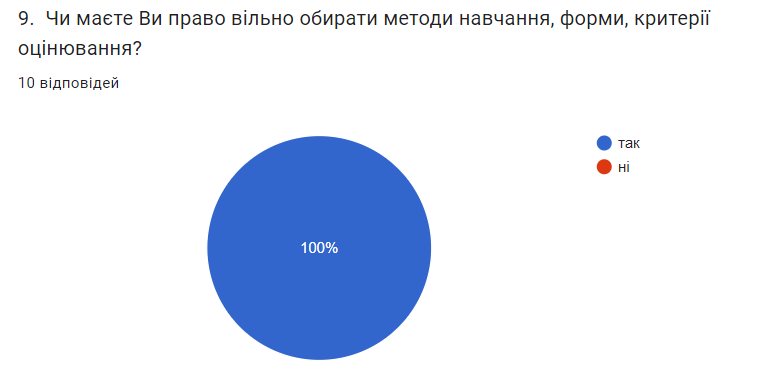 9. Чи маєте Ви право вільно обирати методи навчання, форми, критерії
оцінювання?
10 відповідей
так
ні
100%